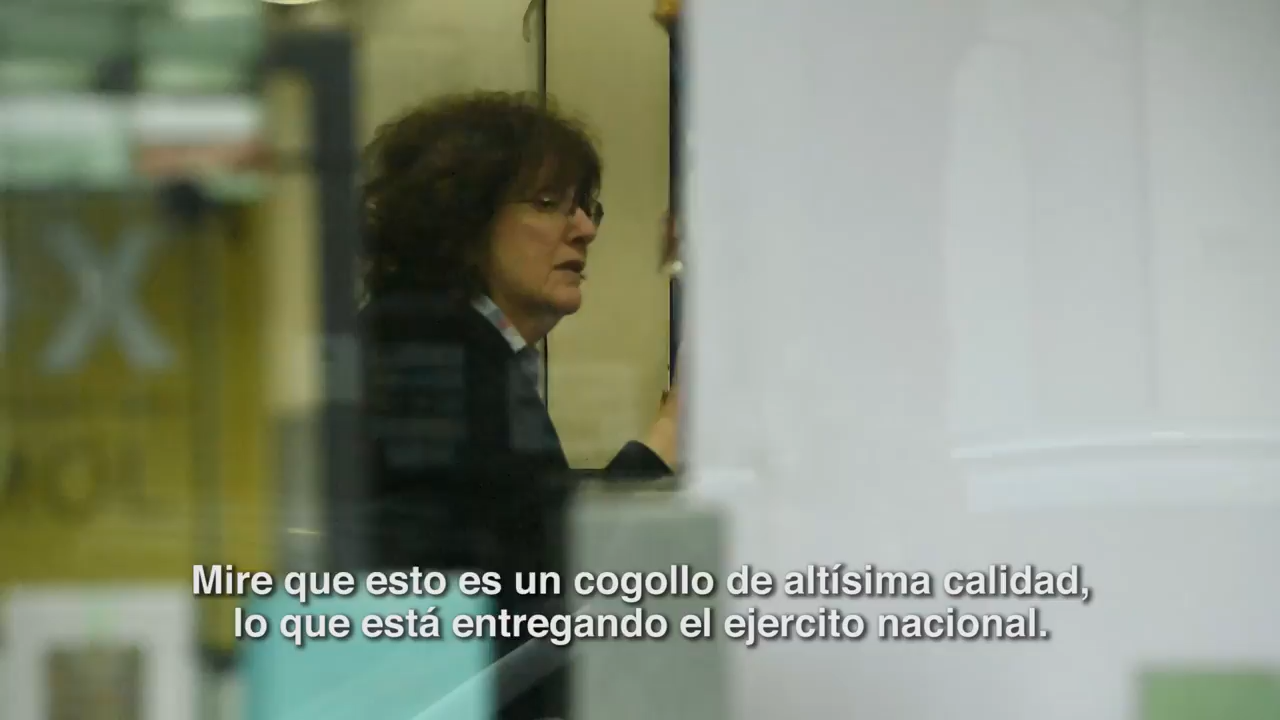 Mire que esto es un cogollo de altísima calidad,
lo que está entregando el ejercito nacional.